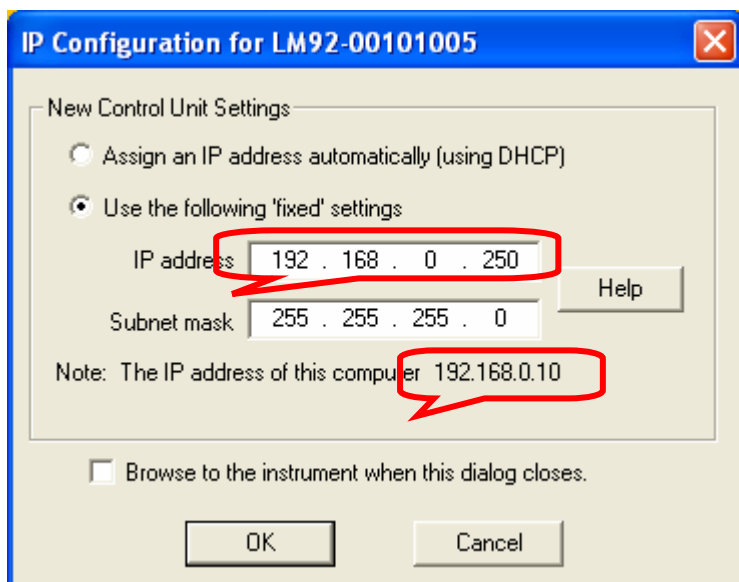 IP Configuration for LM92-00101005
New Control Unit Settings
Assign an IP address automatically (using DHCP)
Use the following 'fixed' settings
IP address 192 . 168 . 0 . 250
Help
Subnet mask 255 . 255 . 255 . 0
Note: The IP address of this computer 192.168.0.10
Browse to the instrument when this dialog closes.
OK Cancel